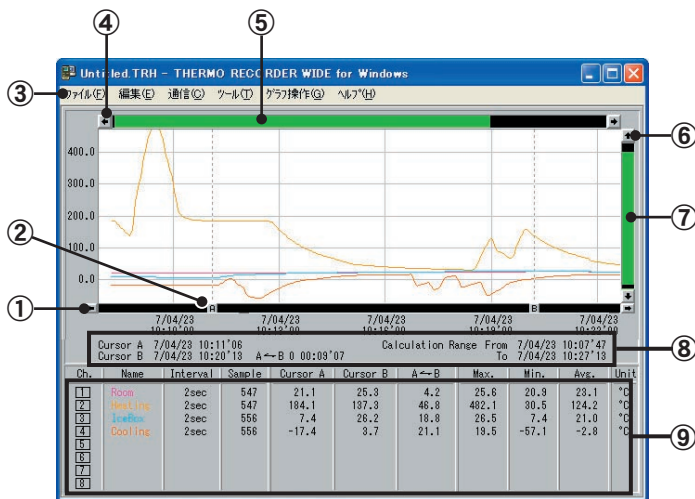 ④ ⑤
Untitled.TRH - THERMO RECORDER WIDE for Windows
③ ファイル(F) 編集(E) 通信(C) ツール(T) グラフ操作(G) ヘルプ(H)
⑥
400.0
300.0
⑦
200.0
②
100.0
0.0
①
A B
7/04/23 7/04/23 7/04/23 7/04/23 7/04/23
10:10'00 10:13'00 10:16'00 10:19'00 10:22'00
Cursor A 7/04/23 10:11'06 Calculation Range From 7/04/23 10:07'47
⑧
Cursor B 7/04/23 10:20'13 A~B 0 00:09'07 To 7/04/23 10:27'13
Ch. Name Interval Sample Cursor A Cursor B A~B Max. Min. Avg. Unit
1 Room 2sec 547 21.1 25.3 4.2 25.6 20.9 23.1 °C
2 Heating 2sec 547 184.1 137.3 46.8 482.1 30.5 124.2 °C
3 IceBox 2sec 556 7.4 26.2 18.8 26.5 7.4 21.0 °C
4 Cooling 2sec 556 -17.4 3.7 21.1 19.5 -57.1 -2.8 °C
⑨
5
6
7
8